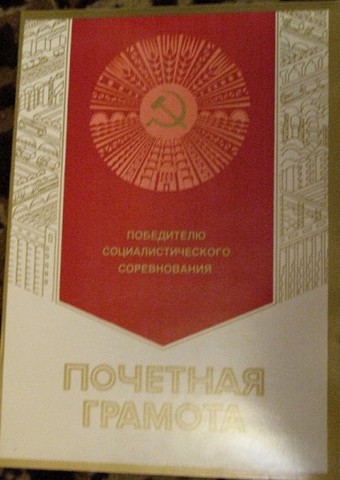 ПОБЕДИТЕЛЮ
СОЦИАЛИСТИЧЕСКОГО
СОРЕВНОВАНИЯ
ПОЧЕТНАЯ
ГРАМОТА